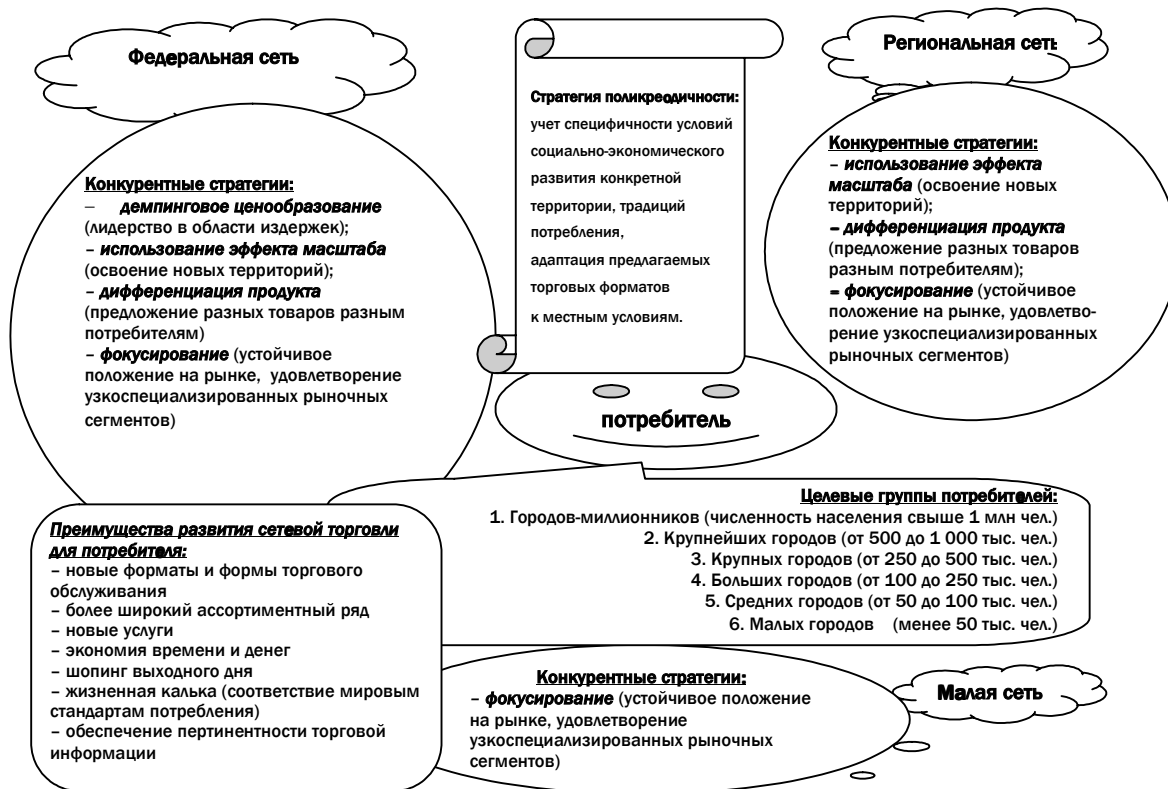 Федеральная сеть
Конкурентные стратегии:
– демпинговое ценообразование
(лидерство в области издержек);
– использование эффекта масштаба
(освоение новых территорий);
– дифференциация продукта
(предложение разных товаров разным
потребителям)
– фокусирование (устойчивое
положение на рынке, удовлетворение
узкоспециализированных рыночных
сегментов)
Стратегия поликреодичности:
учет специфичности условий
социально-экономического
развития конкретной
территории, традиций
потребления,
адаптация предлагаемых
торговых форматов
к местным условиям.
потребитель
Региональная сеть
Конкурентные стратегии:
– использование эффекта
масштаба (освоение новых
территорий);
– дифференциация продукта
(предложение разных товаров
разным потребителям);
– фокусирование (устойчивое
положение на рынке, удовлетво-
рение узкоспециализированных
рыночных сегментов)
Преимущества развития сетевой торговли
для потребителя:
– новые форматы и формы торгового
обслуживания
– более широкий ассортиментный ряд
– новые услуги
– экономия времени и денег
– шопинг выходного дня
– жизненная калька (соответствие мировым
стандартам потребления)
– обеспечение пертинентности торговой
информации
Целевые группы потребителей:
1. Городов-миллионников (численность населения свыше 1 млн чел.)
2. Крупнейших городов (от 500 до 1 000 тыс. чел.)
3. Крупных городов (от 250 до 500 тыс. чел.)
4. Больших городов (от 100 до 250 тыс. чел.)
5. Средних городов (от 50 до 100 тыс. чел.)
6. Малых городов (менее 50 тыс. чел.)
Конкурентные стратегии:
– фокусирование (устойчивое положение
на рынке, удовлетворение
узкоспециализированных рыночных
сегментов)
Малая сеть